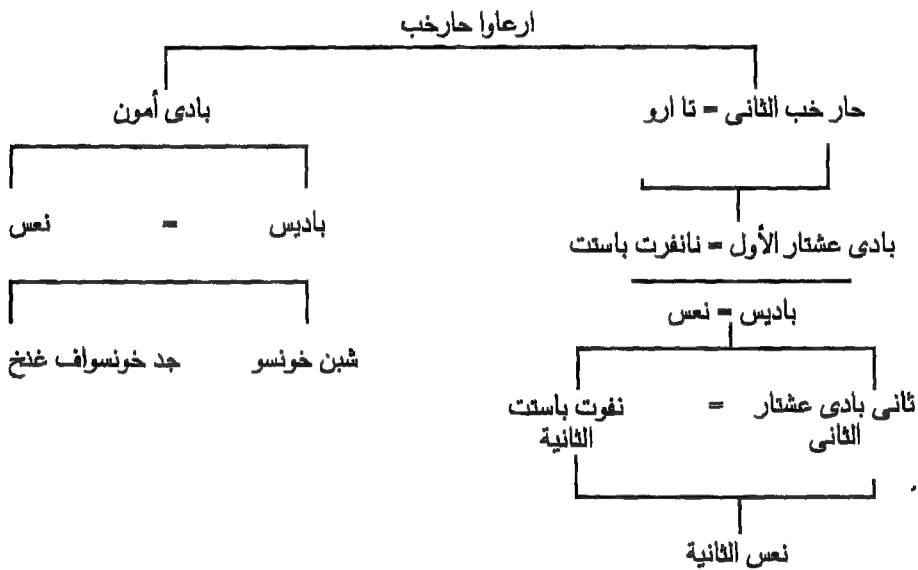 ارعاوا حارخب
حار خب الثانى = تا ارو
بادى أمون
باديس = نعس
بادى عشتار الأول = نانفرت باستت
باديس = نعس
شبن خونسو
جد خونسواف غنخ
ثانى بادى عشتار = نفوت باستت
الثانى
الثانية
نعس الثانية